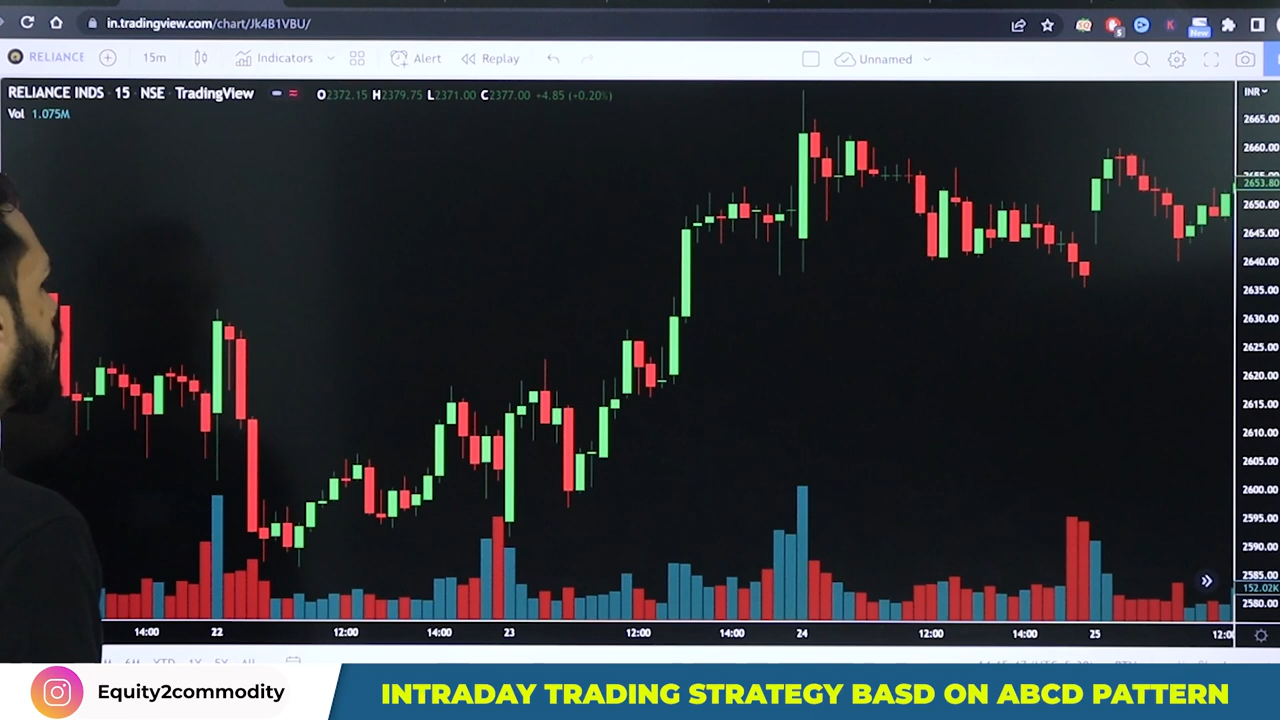 in.tradingview.com/chart/Jk4B1VBU/
New
RELIANCE 15m Indicators Alert Replay Unnamed
RELIANCE INDS · 15 · NSE · TradingView O2372.15 H2379.75 L2371.00 C2377.00 +4.85 (+0.20%)
Vol 1.075M
INR
2665.00
2660.00
2655.00
2653.80
2650.00
2645.00
2640.00
2635.00
2630.00
2625.00
2620.00
2615.00
2610.00
2605.00
2600.00
2595.00
2590.00
2585.00
152.02K
2580.00
14:00 22 12:00 14:00 23 12:00 14:00 24 12:00 14:00 25 12:0
Equity2commodity
INTRADAY TRADING STRATEGY BASD ON ABCD PATTERN